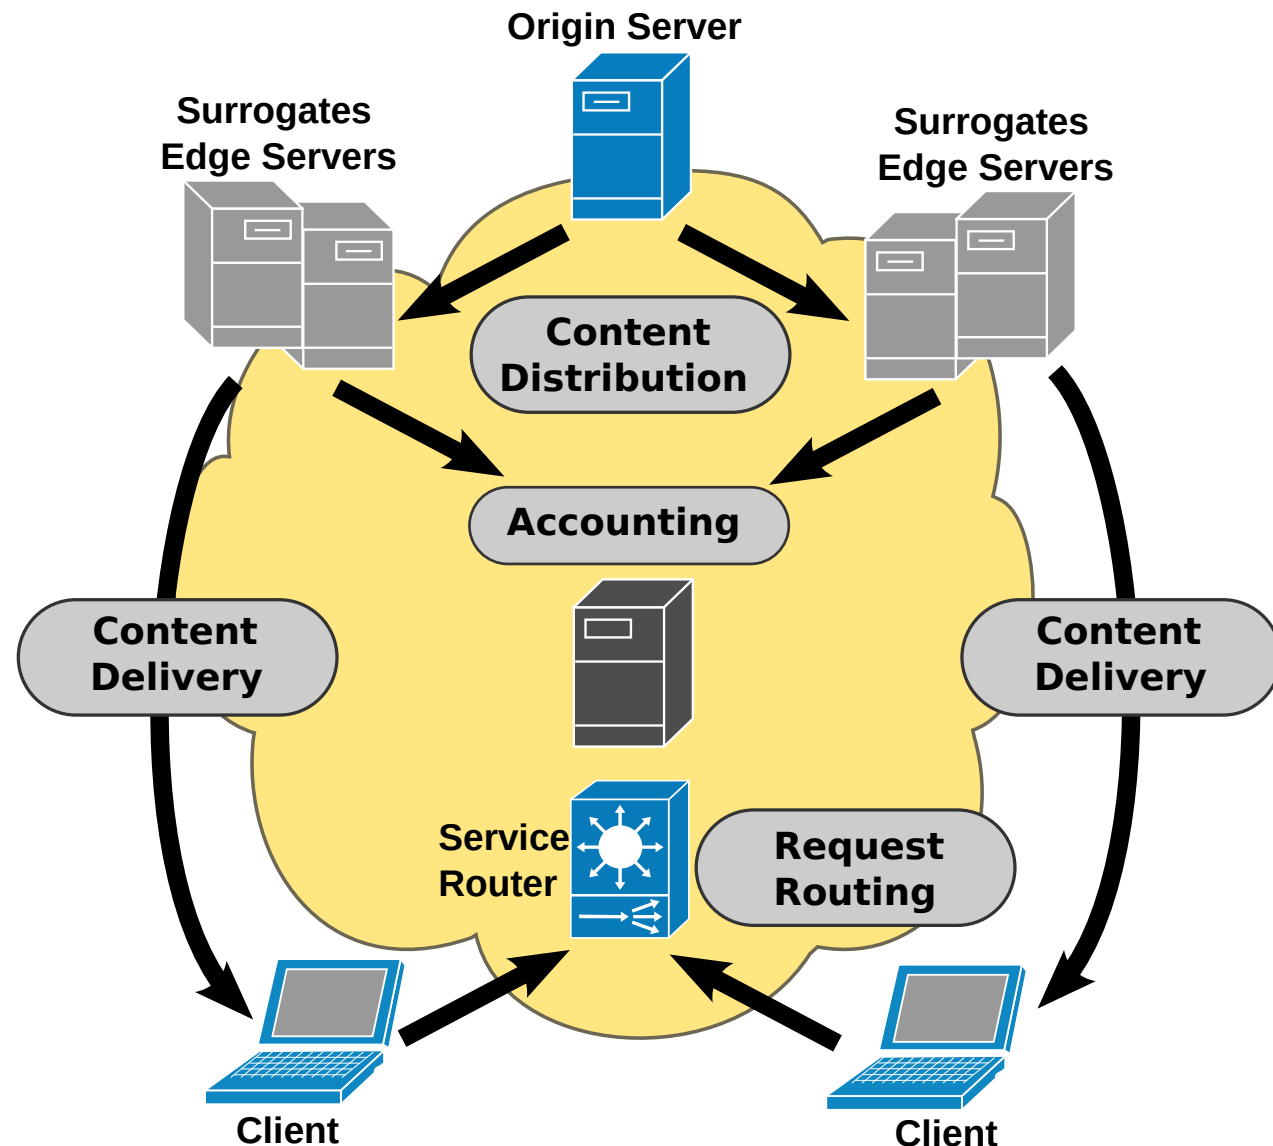 Origin Server
Surrogates
Edge Servers
Surrogates
Edge Servers
Content
Distribution
Accounting
Content
Delivery
Content
Delivery
Service
Router
Request
Routing
Client
Client